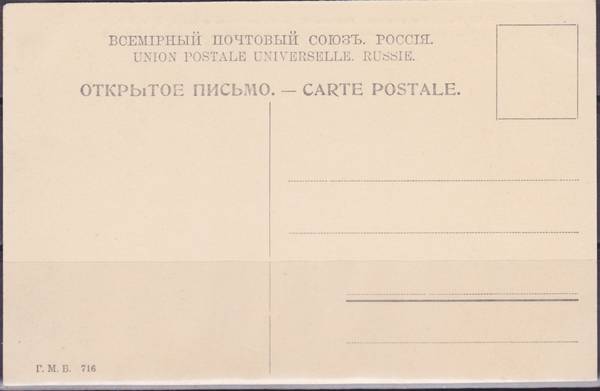 ВСЕМІРНЫЙ ПОЧТОВЫЙ СОЮЗЪ. РОССІЯ.
UNION POSTALE UNIVERSELLE. RUSSIE.
ОТКРЫТОЕ ПИСЬМО. — CARTE POSTALE.
Г. М. Б. 716